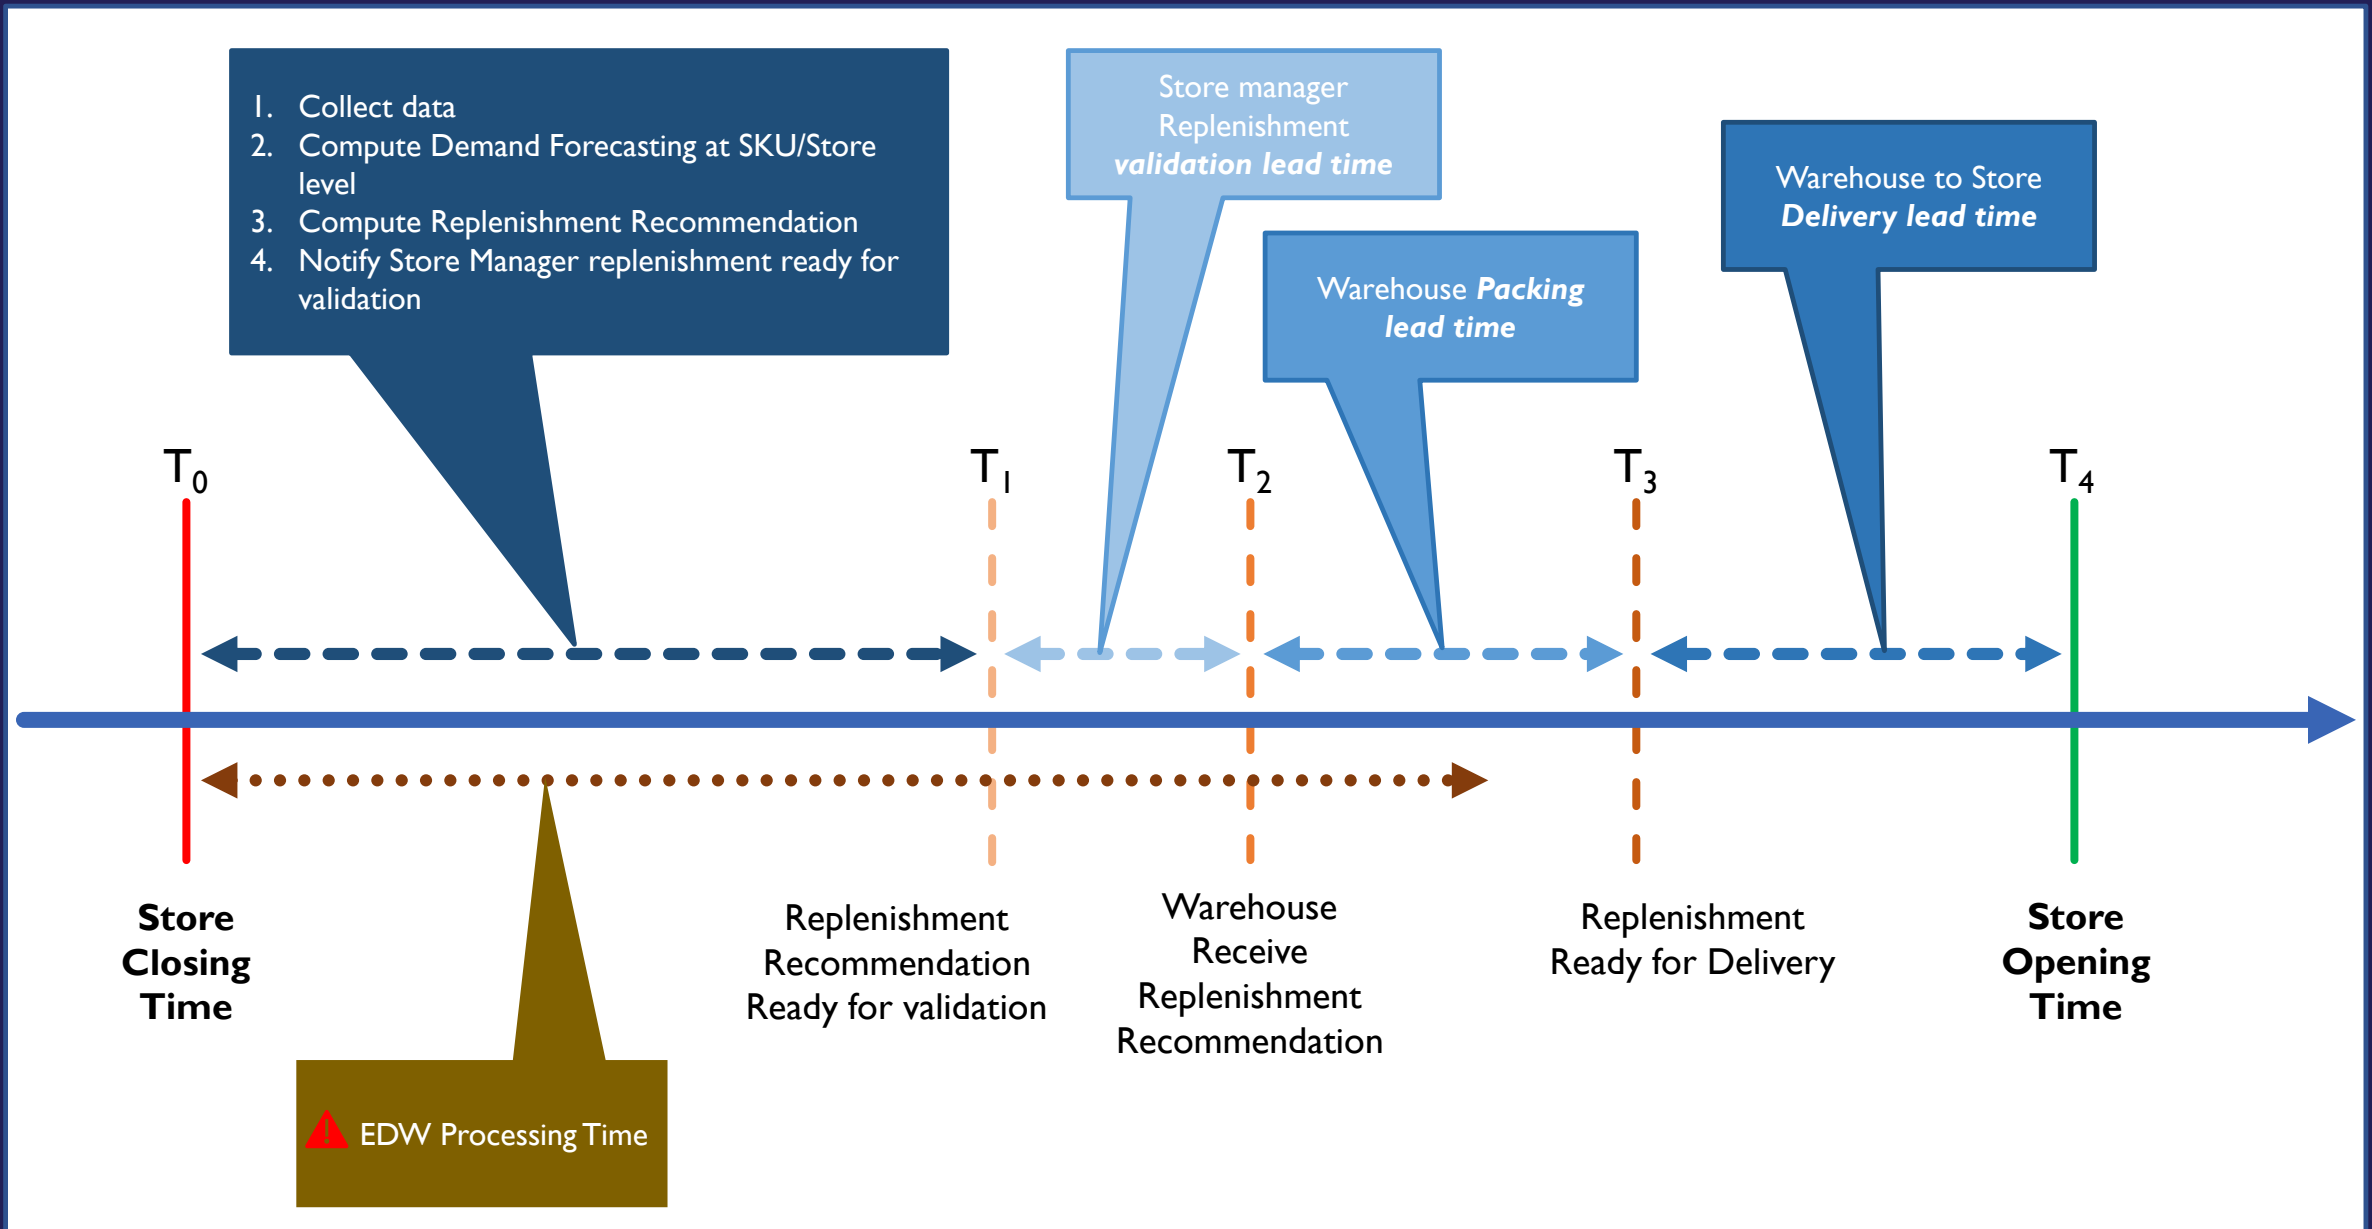 1. Collect data
2. Compute Demand Forecasting at SKU/Store
level
3. Compute Replenishment Recommendation
4. Notify Store Manager replenishment ready for
validation
Store manager
Replenishment
validation lead time
Warehouse Packing
lead time
Warehouse to Store
Delivery lead time
T0
T1
T2
T3
T4
Store
Closing
Time
Replenishment
Recommendation
Ready for validation
Warehouse
Receive
Replenishment
Recommendation
Replenishment
Ready for Delivery
Store
Opening
Time
EDW Processing Time